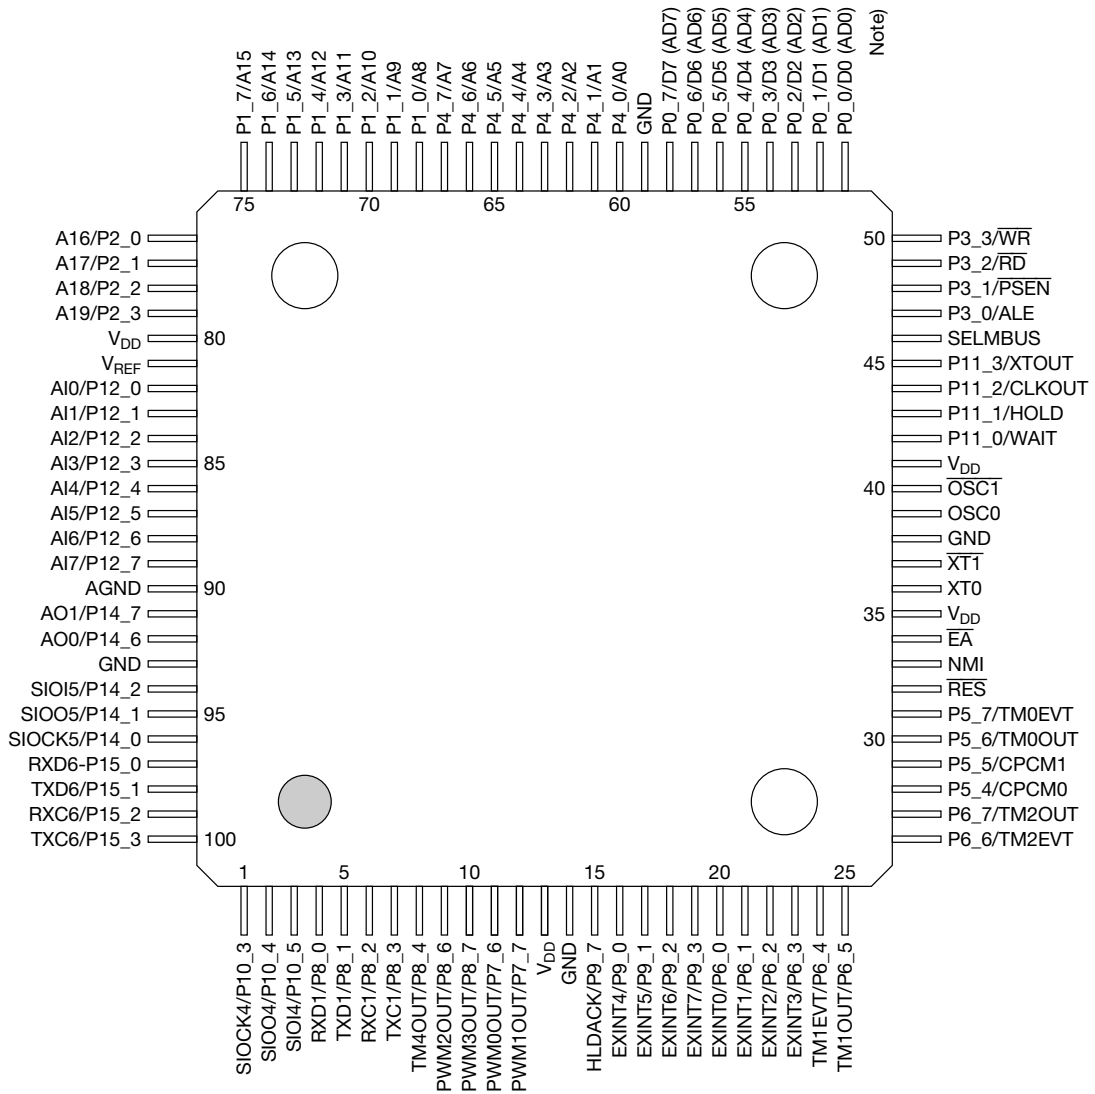 P1_7/A15
P1_6/A14
P1_5/A13
P1_4/A12
P1_3/A11
P1_2/A10
P1_1/A9
P1_0/A8
P4_7/A7
P4_6/A6
P4_5/A5
P4_4/A4
P4_3/A3
P4_2/A2
P4_1/A1
P4_0/A0
GND
P0_7/D7 (AD7)
P0_6/D6 (AD6)
P0_5/D5 (AD5)
P0_4/D4 (AD4)
P0_3/D3 (AD3)
P0_2/D2 (AD2)
P0_1/D1 (AD1)
P0_0/D0 (AD0)
Note)
75
70
65
60
55
A16/P2_0
A17/P2_1
A18/P2_2
A19/P2_3
VDD
80
VREF
AI0/P12_0
AI1/P12_1
AI2/P12_2
AI3/P12_3
85
AI4/P12_4
AI5/P12_5
AI6/P12_6
AI7/P12_7
AGND
90
AO1/P14_7
AO0/P14_6
GND
SIOI5/P14_2
SIOO5/P14_1
95
SIOCK5/P14_0
RXD6-P15_0
TXD6/P15_1
RXC6/P15_2
TXC6/P15_3
100
50
P3_3/WR
P3_2/RD
P3_1/PSEN
P3_0/ALE
SELMBUS
45
P11_3/XTOUT
P11_2/CLKOUT
P11_1/HOLD
P11_0/WAIT
VDD
40
OSC1
OSC0
GND
XT1
XT0
35
VDD
EA
NMI
RES
P5_7/TM0EVT
30
P5_6/TM0OUT
P5_5/CPCM1
P5_4/CPCM0
P6_7/TM2OUT
P6_6/TM2EVT
1
5
10
15
20
25
SIOCK4/P10_3
SIOO4/P10_4
SIOI4/P10_5
RXD1/P8_0
TXD1/P8_1
RXC1/P8_2
TXC1/P8_3
TM4OUT/P8_4
PWM2OUT/P8_6
PWM3OUT/P8_7
PWM0OUT/P7_6
PWM1OUT/P7_7
VDD
GND
HLDACK/P9_7
EXINT4/P9_0
EXINT5/P9_1
EXINT6/P9_2
EXINT7/P9_3
EXINT0/P6_0
EXINT1/P6_1
EXINT2/P6_2
EXINT3/P6_3
TM1EVT/P6_4
TM1OUT/P6_5